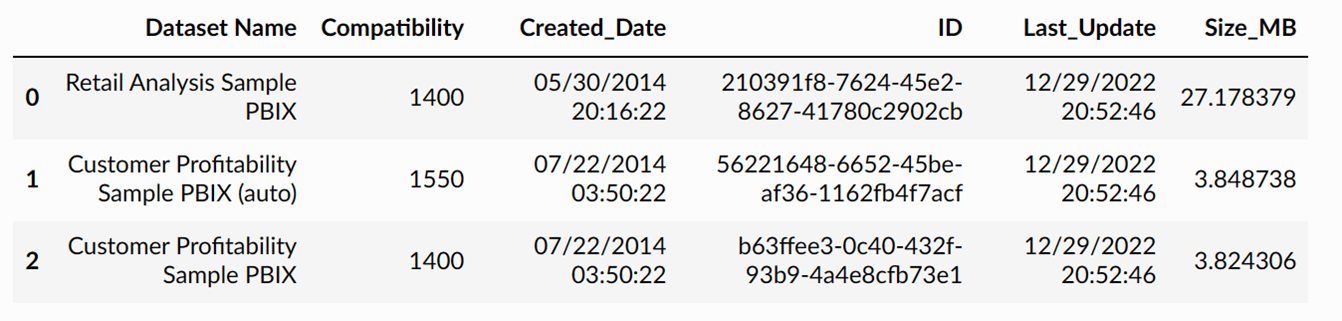 Dataset Name Compatibility Created_Date ID Last_Update Size_MB
0 Retail Analysis Sample PBIX 1400 05/30/2014 20:16:22 210391f8-7624-45e2-8627-41780c2902cb 12/29/2022 20:52:46 27.178379
1 Customer Profitability Sample PBIX (auto) 1550 07/22/2014 03:50:22 56221648-6652-45be-af36-1162fb4f7acf 12/29/2022 20:52:46 3.848738
2 Customer Profitability Sample PBIX 1400 07/22/2014 03:50:22 b63ffee3-0c40-432f-93b9-4a4e8cfb73e1 12/29/2022 20:52:46 3.824306